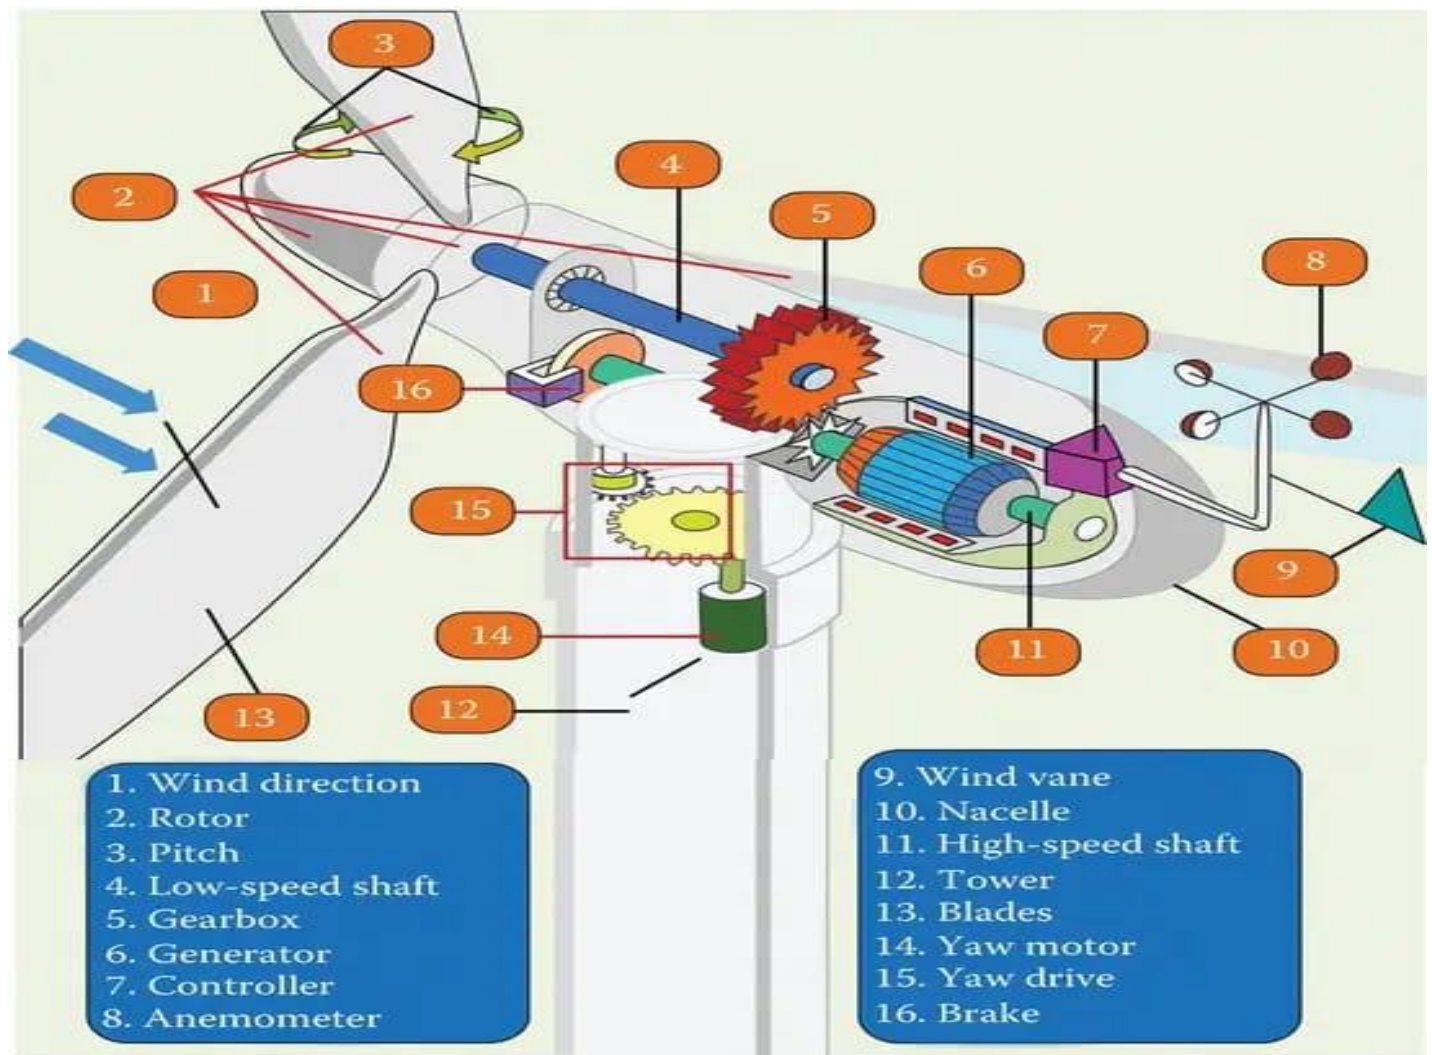 3
4
2
5
6
8
1
7
16
15
9
14
11
10
12
13
1. Wind direction
2. Rotor
3. Pitch
4. Low-speed shaft
5. Gearbox
6. Generator
7. Controller
8. Anemometer
9. Wind vane
10. Nacelle
11. High-speed shaft
12. Tower
13. Blades
14. Yaw motor
15. Yaw drive
16. Brake